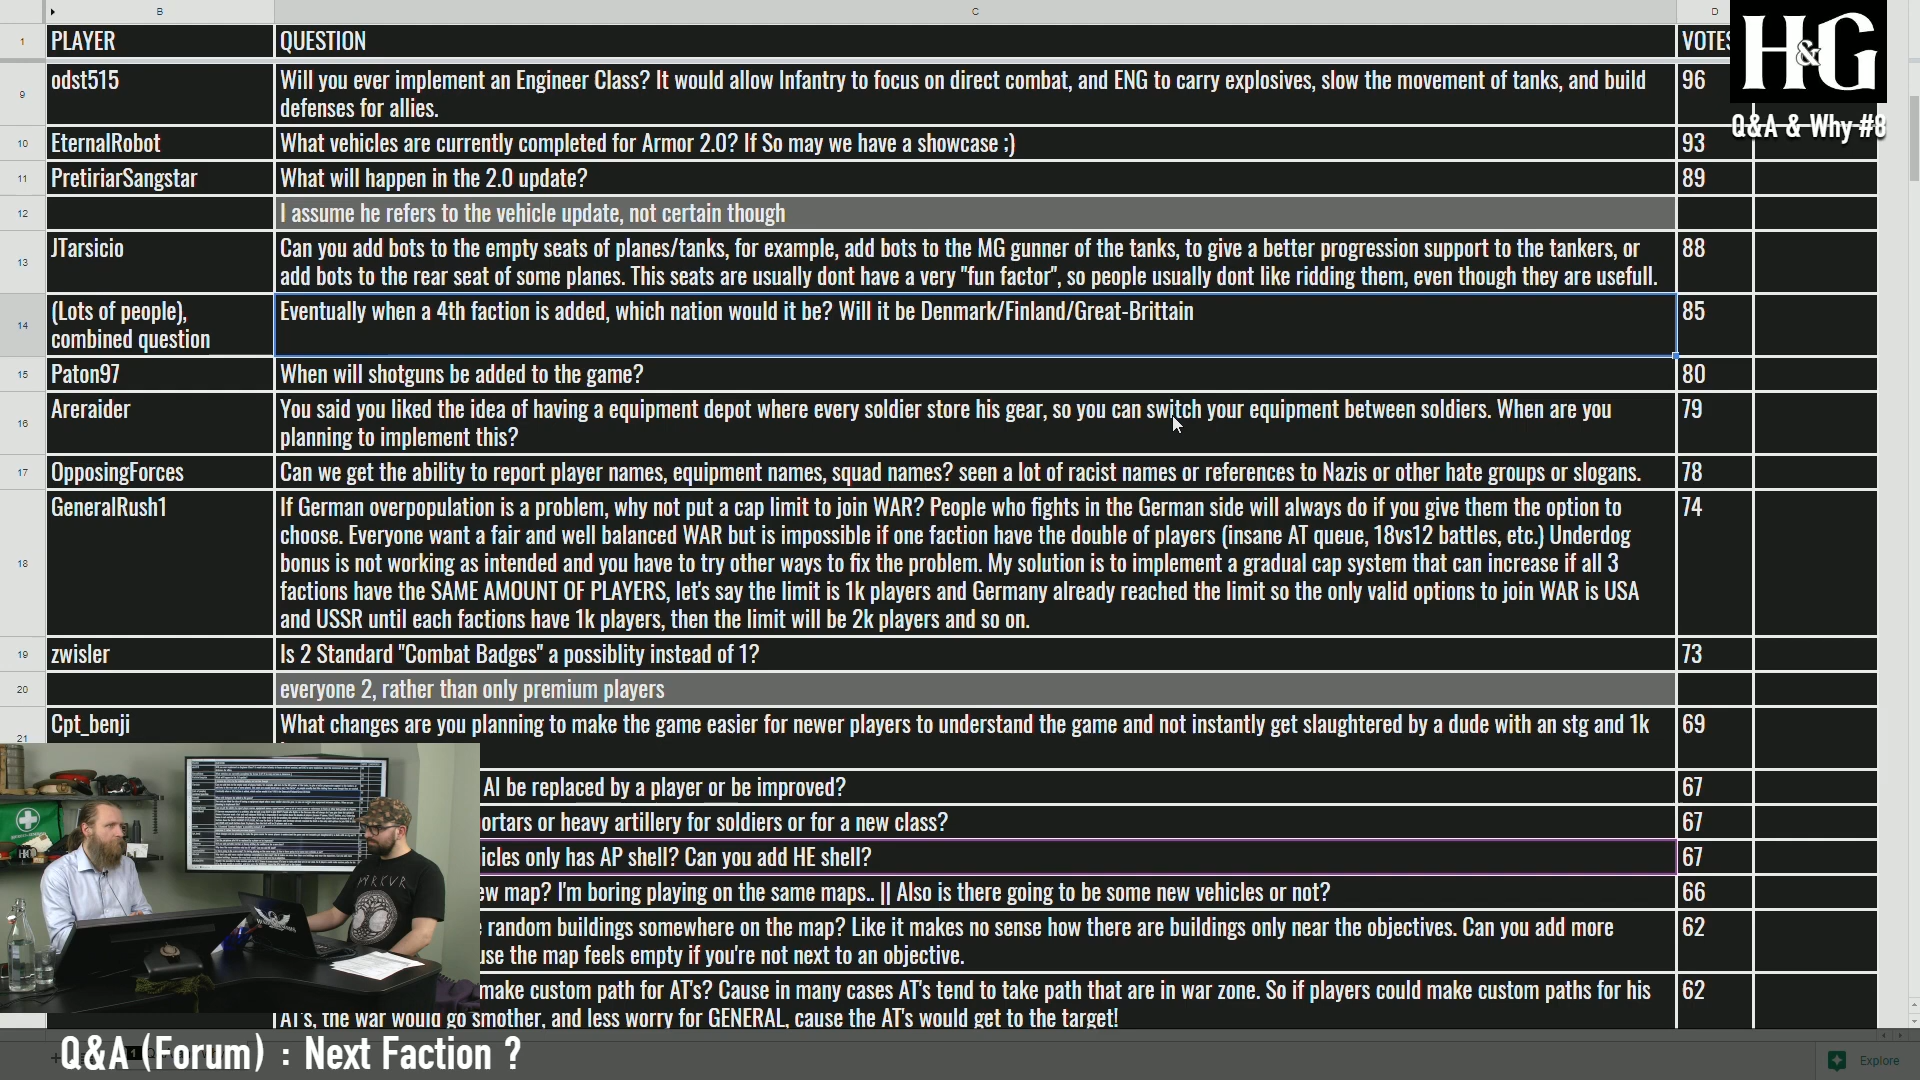 B
C
D
1
PLAYER
QUESTION
VOTES
H&G
Q&A & Why #8
9
odst515
Will you ever implement an Engineer Class? It would allow Infantry to focus on direct combat, and ENG to carry explosives, slow the movement of tanks, and build
defenses for allies.
96
10
EternalRobot
What vehicles are currently completed for Armor 2.0? If So may we have a showcase ;)
93
11
PretiriarSangstar
What will happen in the 2.0 update?
89
12
I assume he refers to the vehicle update, not certain though
13
JTarsicio
Can you add bots to the empty seats of planes/tanks, for example, add bots to the MG gunner of the tanks, to give a better progression support to the tankers, or
add bots to the rear seat of some planes. This seats are usually dont have a very "fun factor", so people usually dont like ridding them, even though they are usefull.
88
14
(Lots of people),
combined question
Eventually when a 4th faction is added, which nation would it be? Will it be Denmark/Finland/Great-Brittain
85
15
Paton97
When will shotguns be added to the game?
80
16
Areraider
You said you liked the idea of having a equipment depot where every soldier store his gear, so you can switch your equipment between soldiers. When are you
planning to implement this?
79
17
OpposingForces
Can we get the ability to report player names, equipment names, squad names? seen a lot of racist names or references to Nazis or other hate groups or slogans.
78
18
GeneralRush1
If German overpopulation is a problem, why not put a cap limit to join WAR? People who fights in the German side will always do if you give them the option to
choose. Everyone want a fair and well balanced WAR but is impossible if one faction have the double of players (insane AT queue, 18vs12 battles, etc.) Underdog
bonus is not working as intended and you have to try other ways to fix the problem. My solution is to implement a gradual cap system that can increase if all 3
factions have the SAME AMOUNT OF PLAYERS, let's say the limit is 1k players and Germany already reached the limit so the only valid options to join WAR is USA
and USSR until each factions have 1k players, then the limit will be 2k players and so on.
74
19
zwisler
Is 2 Standard "Combat Badges" a possiblity instead of 1?
73
20
everyone 2, rather than only premium players
21
Cpt_benji
What changes are you planning to make the game easier for newer players to understand the game and not instantly get slaughtered by a dude with an stg and 1k
69
AI be replaced by a player or be improved?
67
ortars or heavy artillery for soldiers or for a new class?
67
icles only has AP shell? Can you add HE shell?
67
ew map? I'm boring playing on the same maps.. || Also is there going to be some new vehicles or not?
66
random buildings somewhere on the map? Like it makes no sense how there are buildings only near the objectives. Can you add more
use the map feels empty if you're not next to an objective.
62
make custom path for AT's? Cause in many cases AT's tend to take path that are in war zone. So if players could make custom paths for his
AT's, the war would go smother, and less worry for GENERAL, cause the AT's would get to the target!
62
Q&A (Forum) : Next Faction ?
Explore